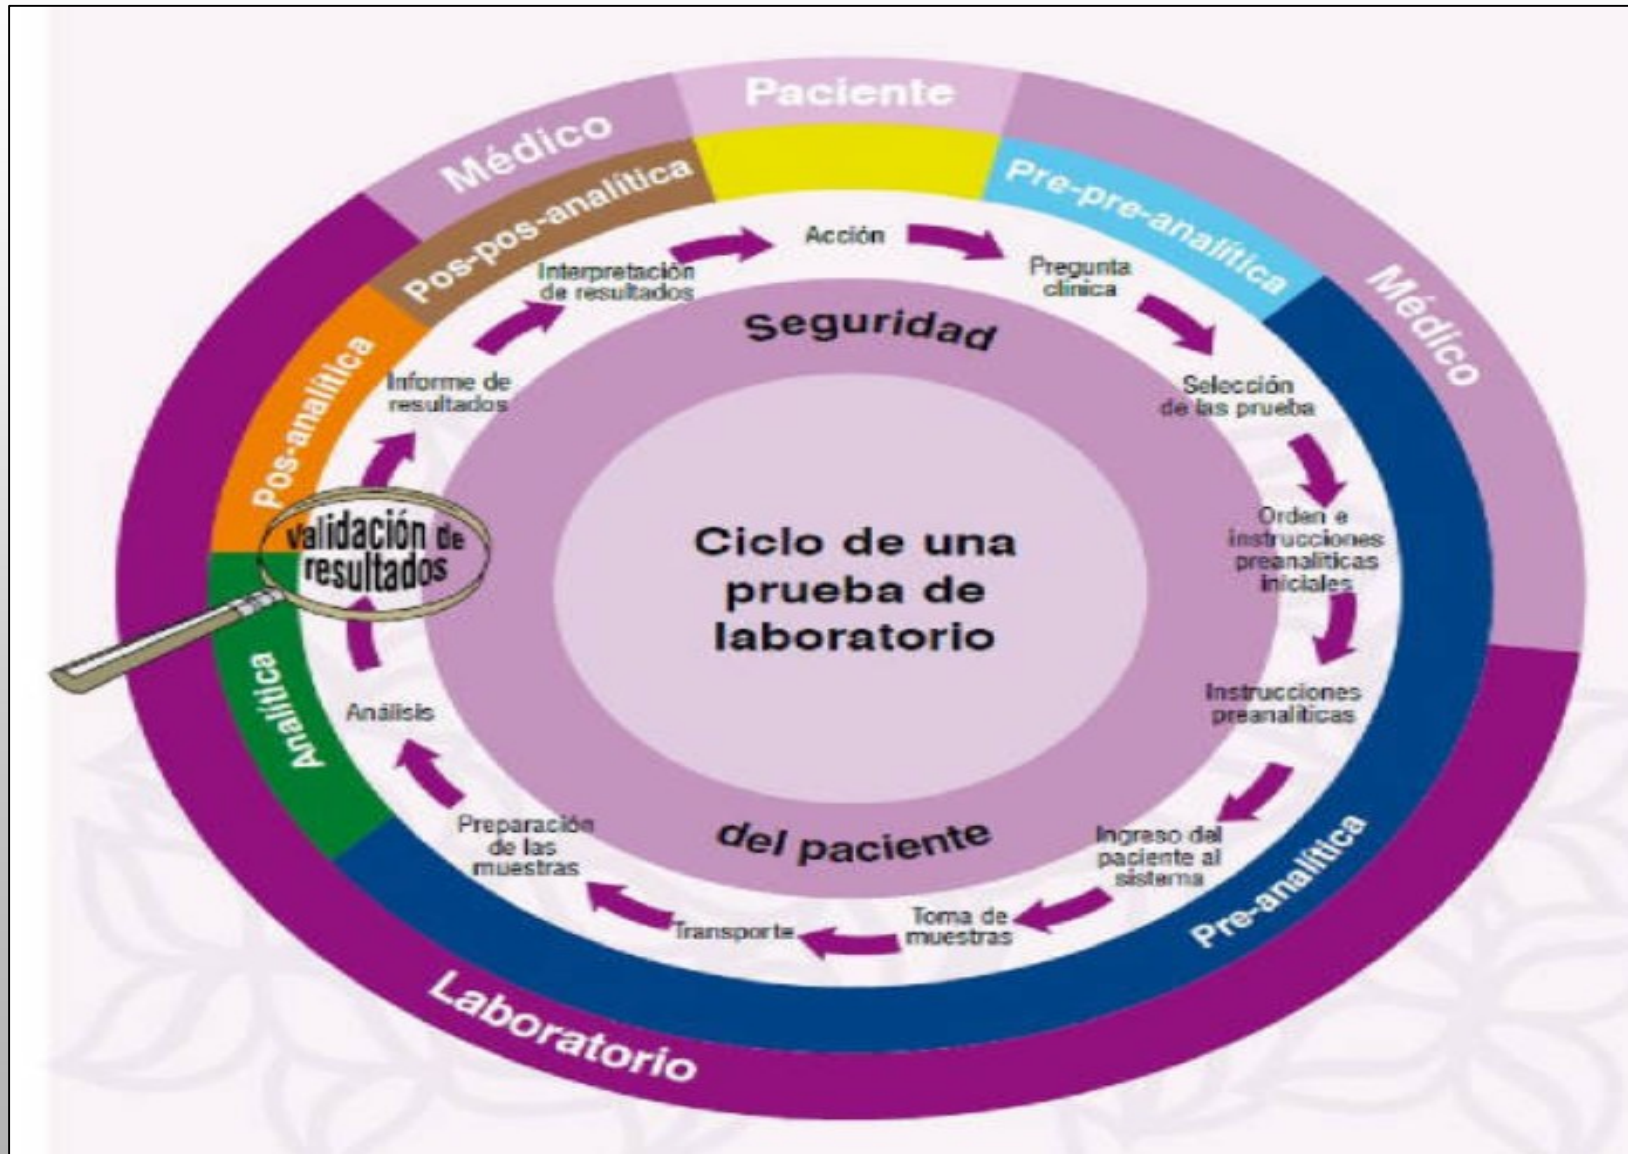 Paciente
Médico
Pos-pos-analítica
Pre-pre-analítica
Médico
Acción
Pregunta
clínica
Selección
de las prueba
Orden e
instrucciones
preanalíticas
iniciales
Instrucciones
preanalíticas
Ingreso del
paciente al
sistema
Pre-analítica
Toma de
muestras
Transporte
Preparación
de las
muestras
Laboratorio
Análisis
Analítica
Validación de
resultados
Pos-analítica
Informe de
resultados
Interpretación
de resultados
Seguridad
del paciente
Ciclo de una
prueba de
laboratorio